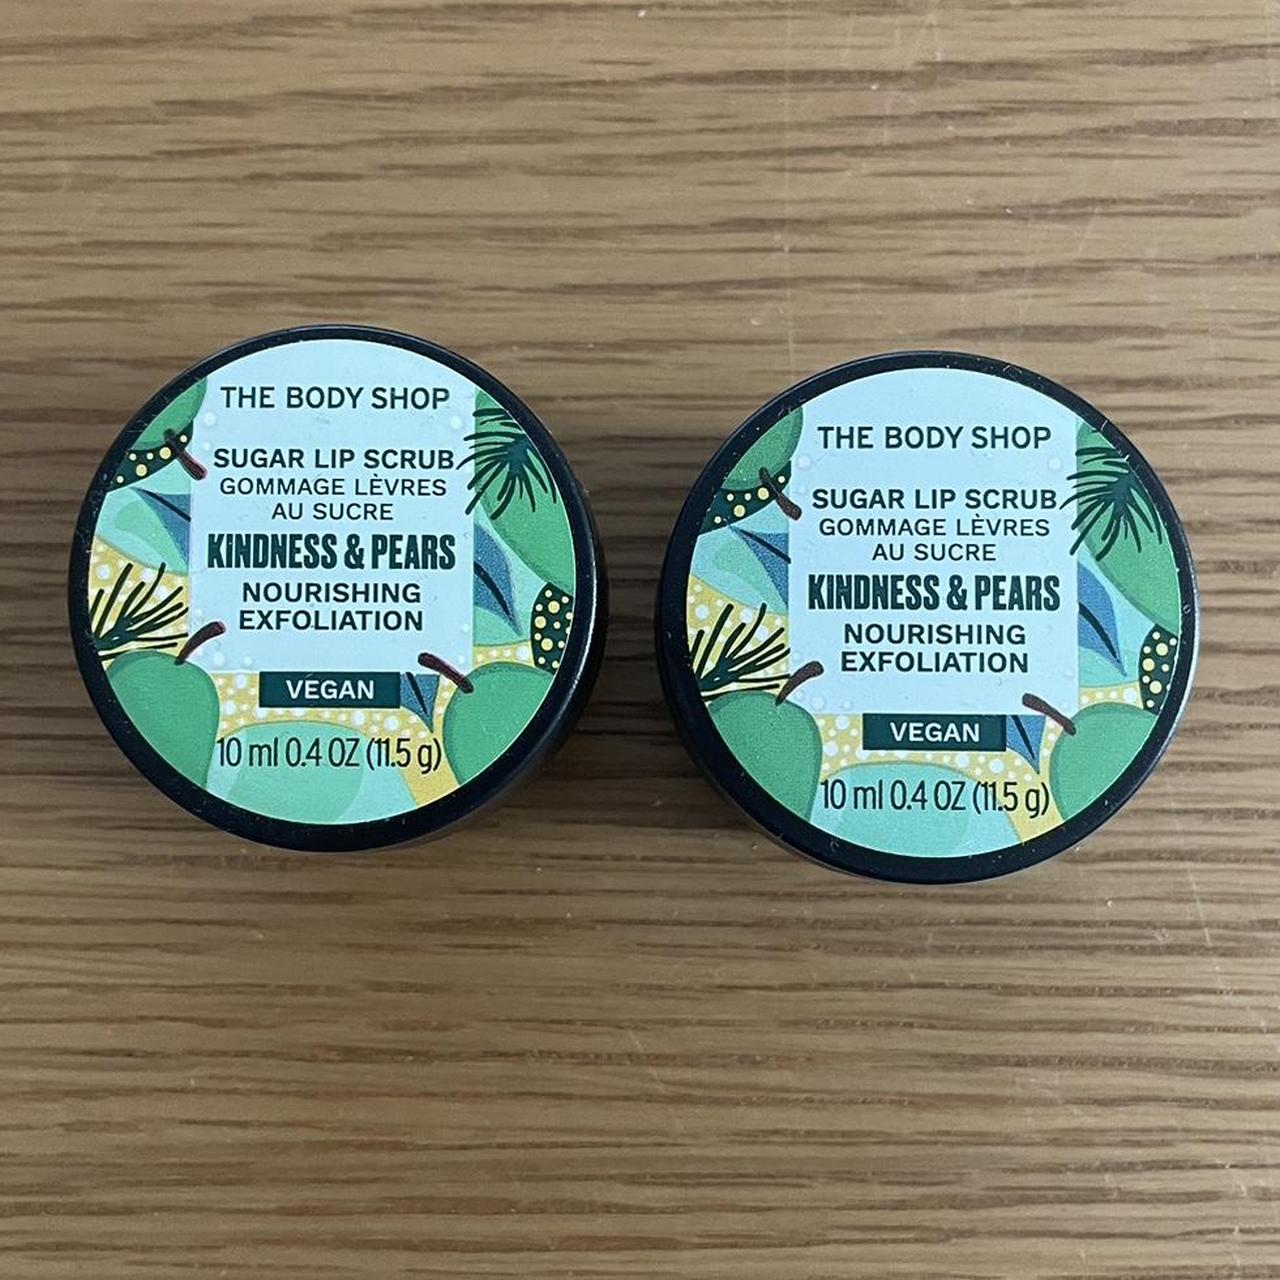 THE BODY SHOP
SUGAR LIP SCRUB
GOMMAGE LÈVRES
AU SUCRE
KINDNESS & PEARS
NOURISHING
EXFOLIATION
VEGAN
10 ml 0.4 OZ (11.5 g)
THE BODY SHOP
SUGAR LIP SCRUB
GOMMAGE LÈVRES
AU SUCRE
KINDNESS & PEARS
NOURISHING
EXFOLIATION
VEGAN
10 ml 0.4 OZ (11.5 g)